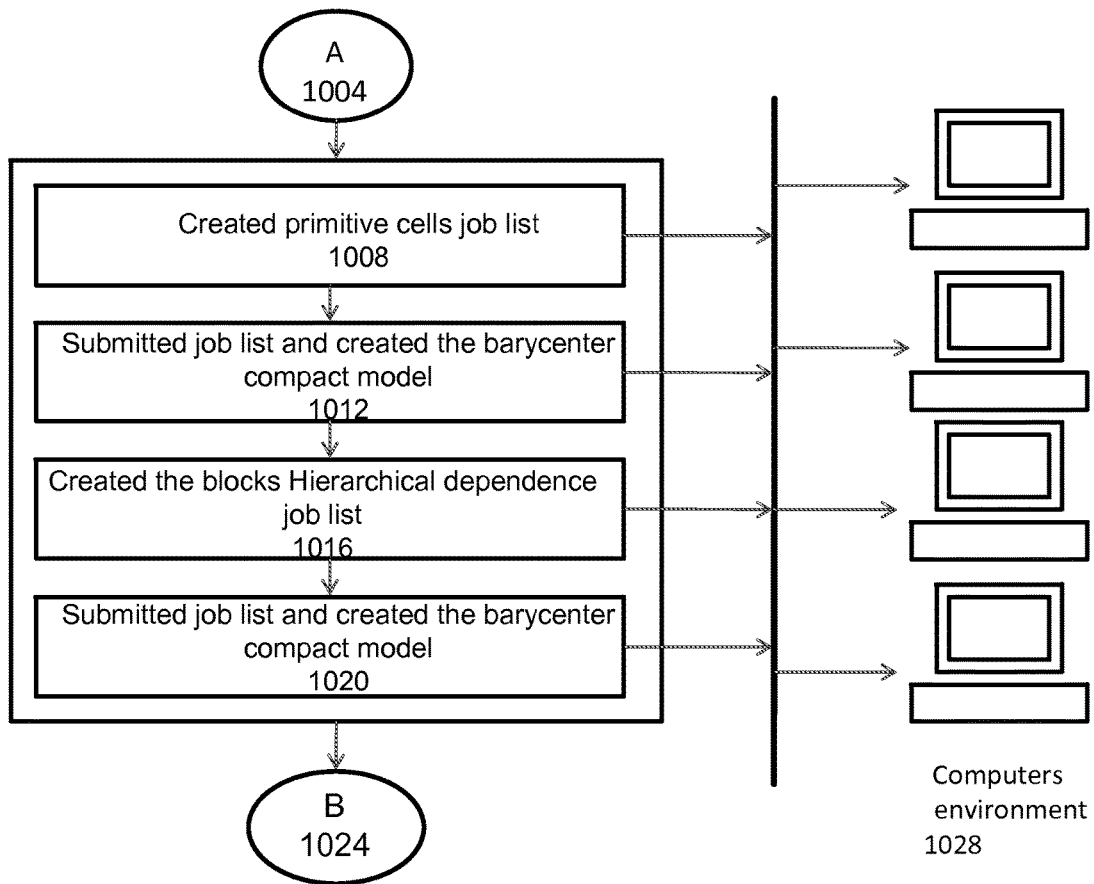 A
1004
Created primitive cells job list
1008
Submitted job list and created the barycenter
compact model
1012
Created the blocks Hierarchical dependence
job list
1016
Submitted job list and created the barycenter
compact model
1020
B
1024
Computers
environment
1028